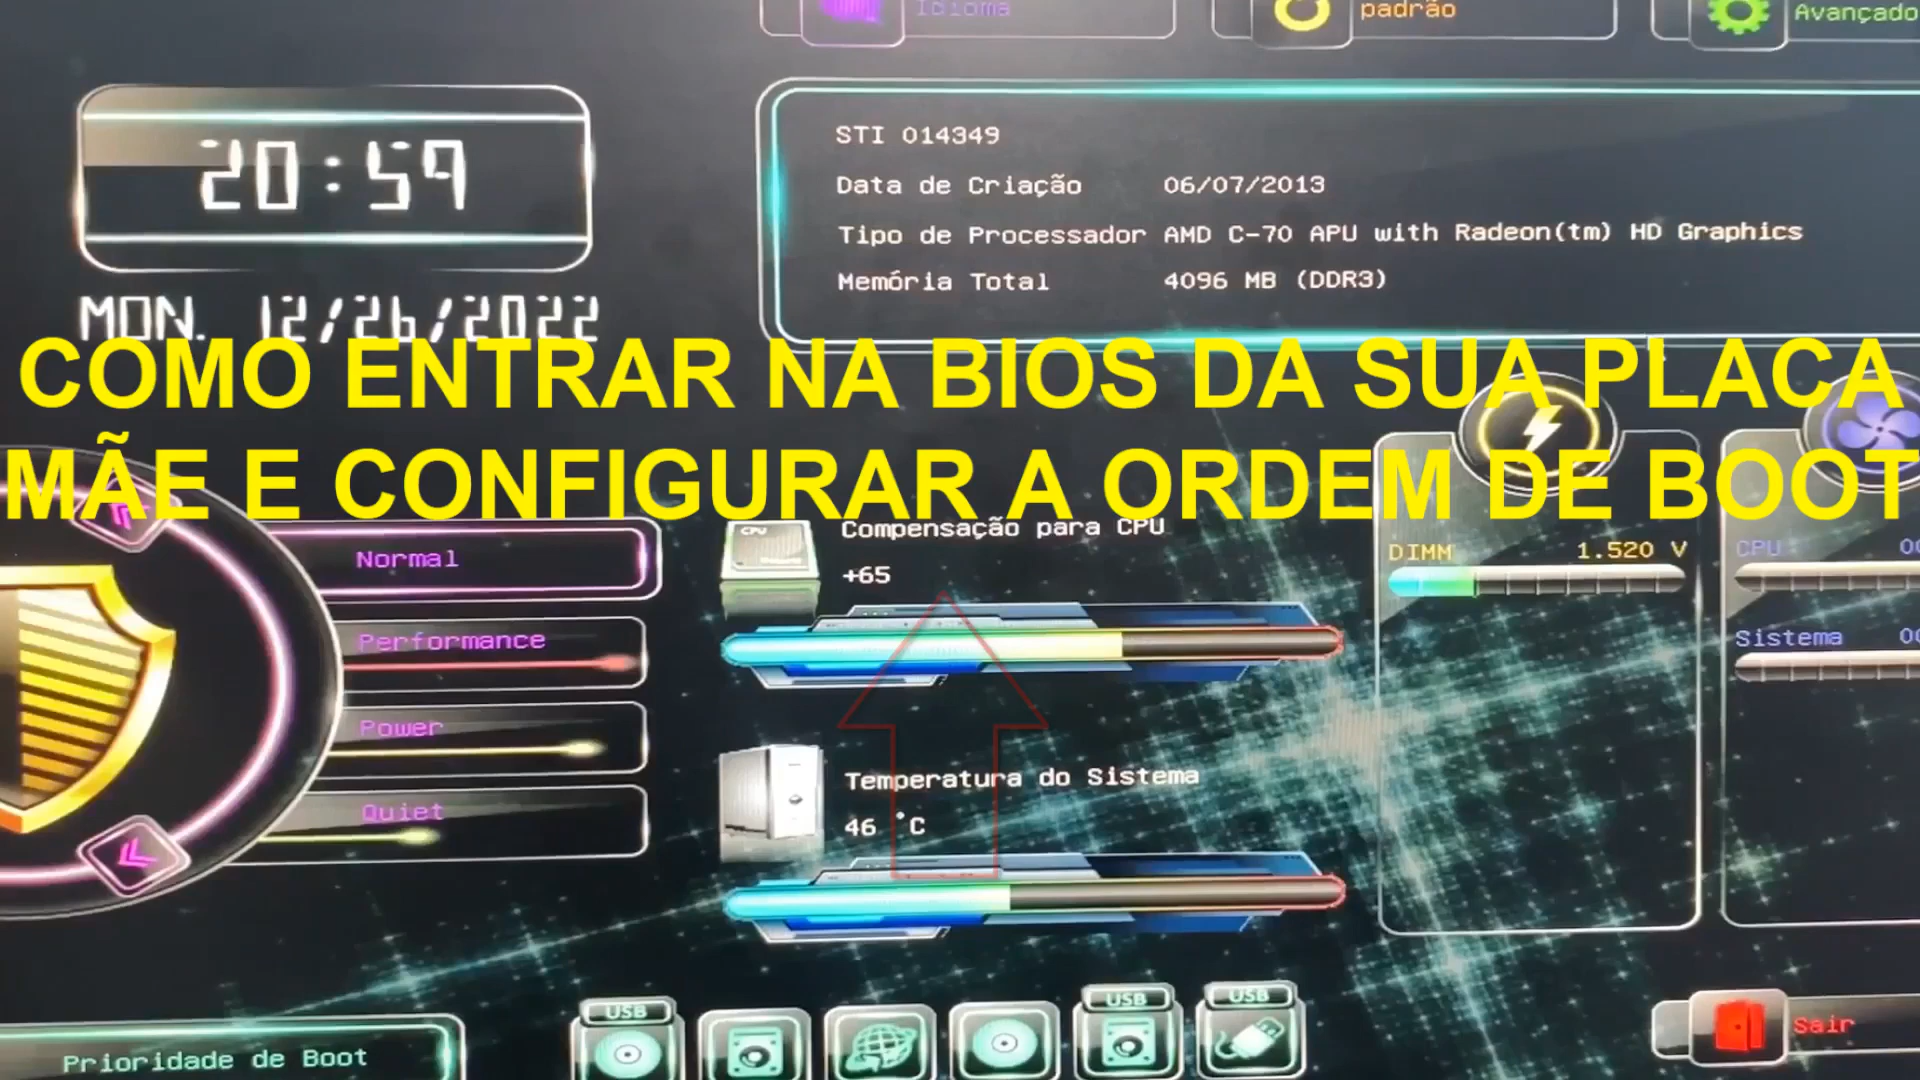 Idioma
padrão
Avançado
20:59
MON. 12/26/2022
STI 014349
Data de Criação 06/07/2013
Tipo de Processador AMD C-70 APU with Radeon(tm) HD Graphics
Memória Total 4096 MB (DDR3)
COMO ENTRAR NA BIOS DA SUA PLACA
MÃE E CONFIGURAR A ORDEM DE BOOT
Normal
Performance
Power
Quiet
CPU
Compensação para CPU
+65
Temperatura do Sistema
46 °C
DIMM 1.520 V
CPU
Sistema
USB
USB
USB
Prioridade de Boot
Sair